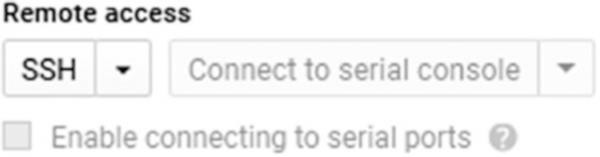 Remote access
SSH Connect to serial console
Enable connecting to serial ports ?